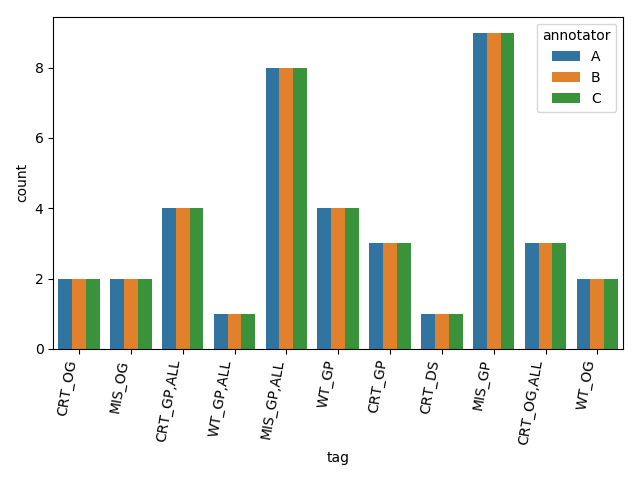 annotator
A
B
C
count
8
6
4
2
0
CRT_OG
MIS_OG
CRT_GP,ALL
WT_GP,ALL
MIS_GP,ALL
WT_GP
CRT_GP
CRT_DS
MIS_GP
CRT_OG,ALL
WT_OG
tag